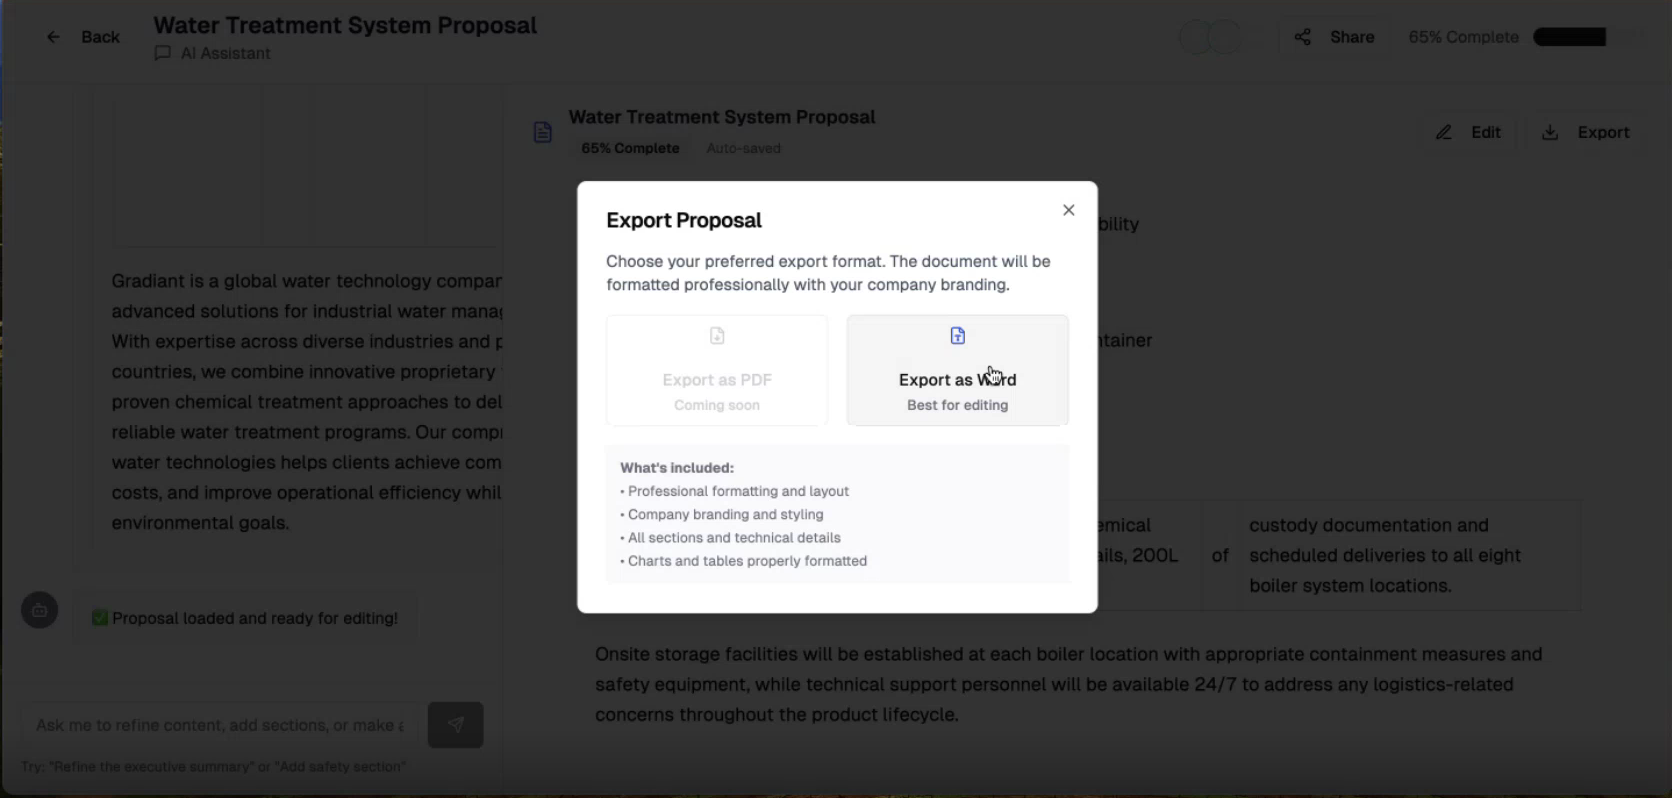 Back
Water Treatment System Proposal
AI Assistant
Share
65% Complete
Gradiant is a global water technology compan
advanced solutions for industrial water mana
With expertise across diverse industries and p
countries, we combine innovative proprietary
proven chemical treatment approaches to del
reliable water treatment programs. Our comp
water technologies helps clients achieve com
costs, and improve operational efficiency whil
environmental goals.
✅ Proposal loaded and ready for editing!
Ask me to refine content, add sections, or make a
Try: "Refine the executive summary" or "Add safety section"
Water Treatment System Proposal
65% Complete
Auto-saved
Edit
Export
bility
ntainer
emical
ails, 200L
of
custody documentation and
scheduled deliveries to all eight
boiler system locations.
Onsite storage facilities will be established at each boiler location with appropriate containment measures and
safety equipment, while technical support personnel will be available 24/7 to address any logistics-related
concerns throughout the product lifecycle.
Export Proposal
Choose your preferred export format. The document will be
formatted professionally with your company branding.
Export as PDF
Coming soon
Export as Word
Best for editing
What's included:
• Professional formatting and layout
• Company branding and styling
• All sections and technical details
• Charts and tables properly formatted